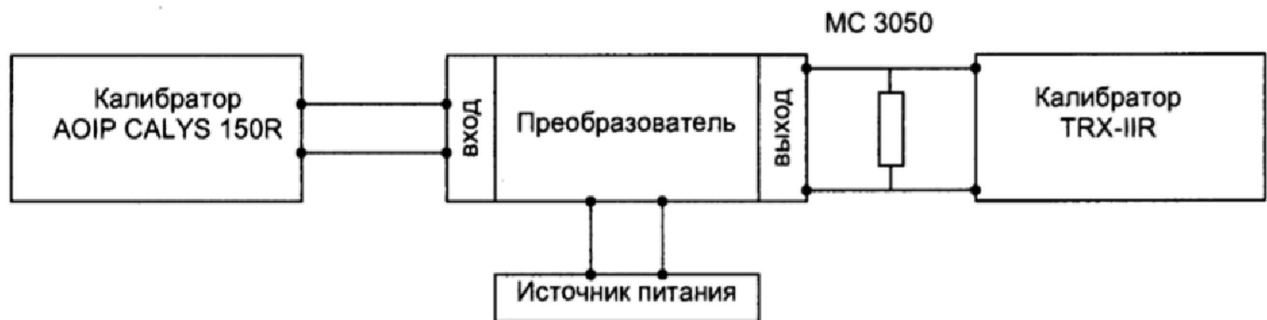 МС 3050
Калибратор
AOIP CALYS 150R
ВХОД
Преобразователь
ВЫХОД
Калибратор
TRX-IIR
Источник питания